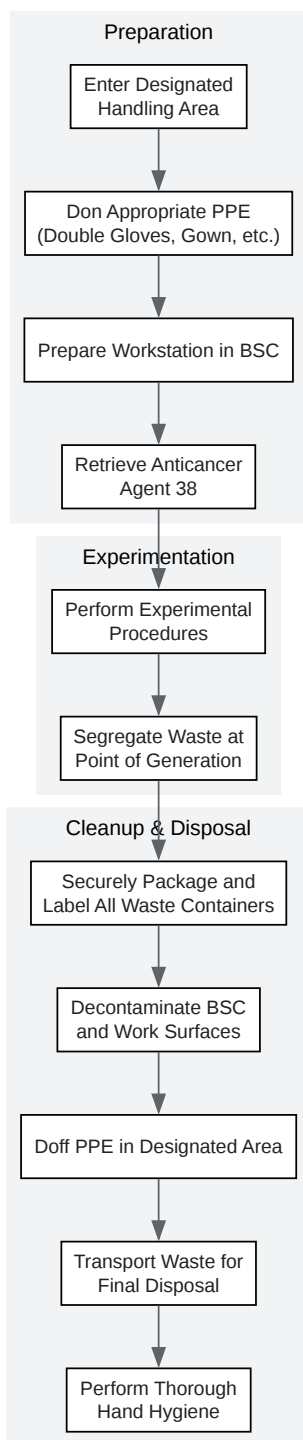 Preparation
Enter Designated
Handling Area
Don Appropriate PPE
(Double Gloves, Gown, etc.)
Prepare Workstation in BSC
Retrieve Anticancer
Agent 38
Experimentation
Perform Experimental
Procedures
Segregate Waste at
Point of Generation
Cleanup & Disposal
Securely Package and
Label All Waste Containers
Decontaminate BSC
and Work Surfaces
Doff PPE in Designated Area
Transport Waste for
Final Disposal
Perform Thorough
Hand Hygiene